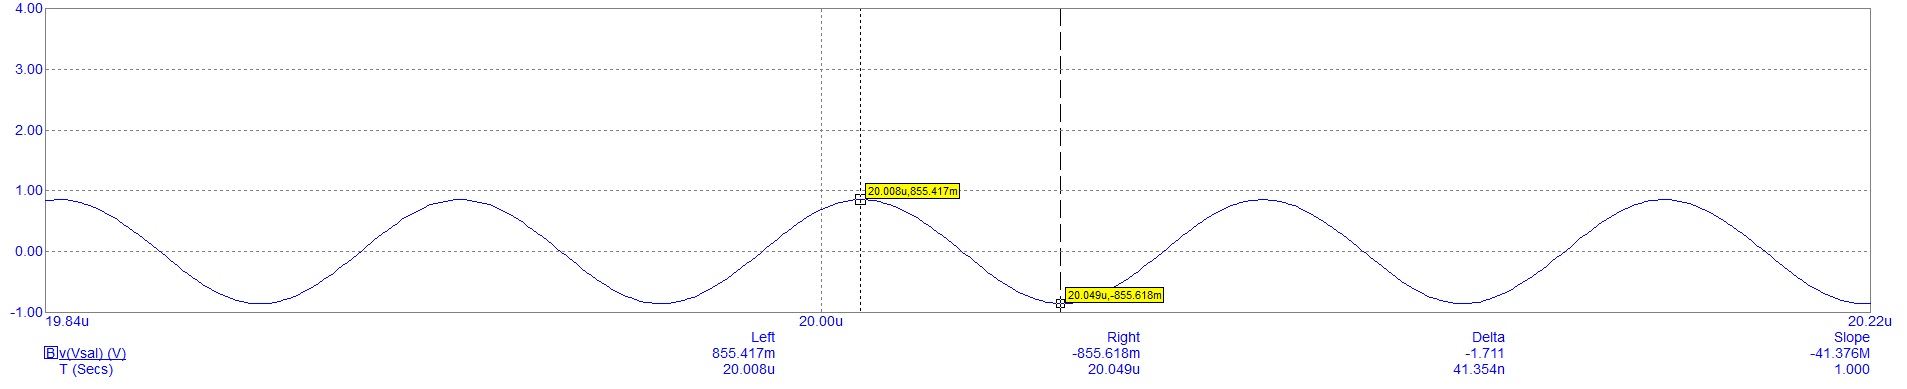 4.00
3.00
2.00
1.00
20.008u,855.417m
0.00
20.049u,-855.618m
-1.00
19.84u 20.00u 20.22u
Left Right Delta Slope
B v(Vsal) (V) 855.417m -855.618m -1.711 -41.376M
T (Secs) 20.008u 20.049u 41.354n 1.000